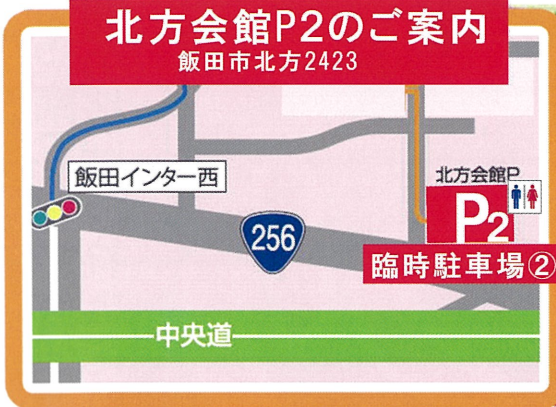 北方会館P2のご案内
飯田市北方2423
飯田インター西
北方会館P
256
P2
臨時駐車場②
中央道